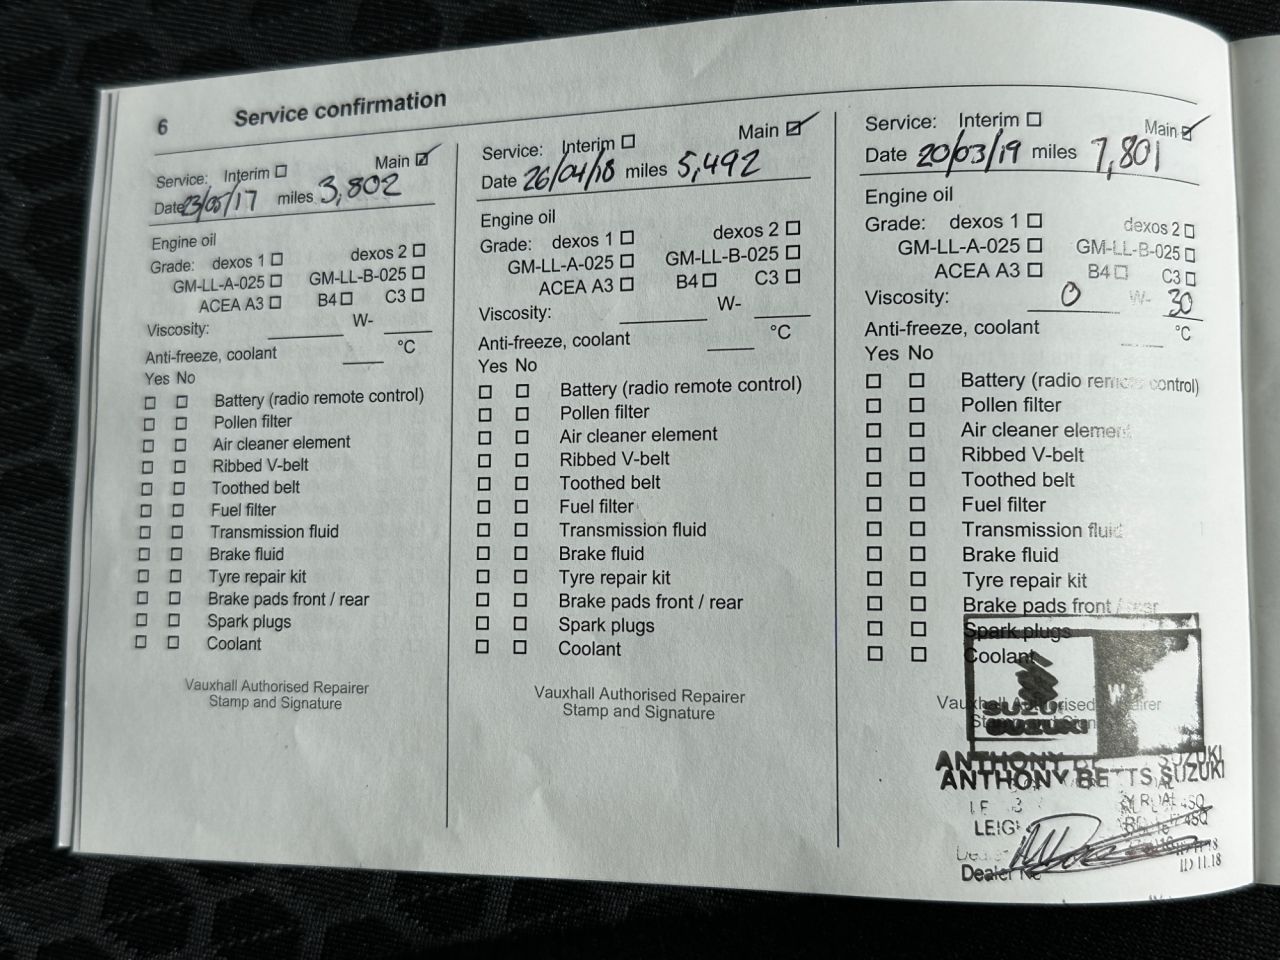 6 Service confirmation
Service: Interim Main
Date 23/05/17 miles 3,802
Engine oil
Grade: dexos 1 dexos 2
GM-LL-A-025 GM-LL-B-025
ACEA A3 B4 C3
Viscosity: W-
Anti-freeze, coolant °C
Yes No
Battery (radio remote control)
Pollen filter
Air cleaner element
Ribbed V-belt
Toothed belt
Fuel filter
Transmission fluid
Brake fluid
Tyre repair kit
Brake pads front / rear
Spark plugs
Coolant
Vauxhall Authorised Repairer
Stamp and Signature
Service: Interim Main
Date 26/04/18 miles 5,492
Engine oil
Grade: dexos 1 dexos 2
GM-LL-A-025 GM-LL-B-025
ACEA A3 B4 C3
Viscosity: W-
Anti-freeze, coolant °C
Yes No
Battery (radio remote control)
Pollen filter
Air cleaner element
Ribbed V-belt
Toothed belt
Fuel filter
Transmission fluid
Brake fluid
Tyre repair kit
Brake pads front / rear
Spark plugs
Coolant
Vauxhall Authorised Repairer
Stamp and Signature
Service: Interim Main
Date 20/03/19 miles 7,801
Engine oil
Grade: dexos 1 dexos 2
GM-LL-A-025 GM-LL-B-025
ACEA A3 B4 C3
Viscosity: 0 W- 30
Anti-freeze, coolant °C
Yes No
Battery (radio remote control)
Pollen filter
Air cleaner element
Ribbed V-belt
Toothed belt
Fuel filter
Transmission fluid
Brake fluid
Tyre repair kit
Brake pads front / rear
Spark plugs
Coolant
Vauxhall Authorised Repairer
SUZUKI
ANTHONY BETTS SUZUKI
Dealer